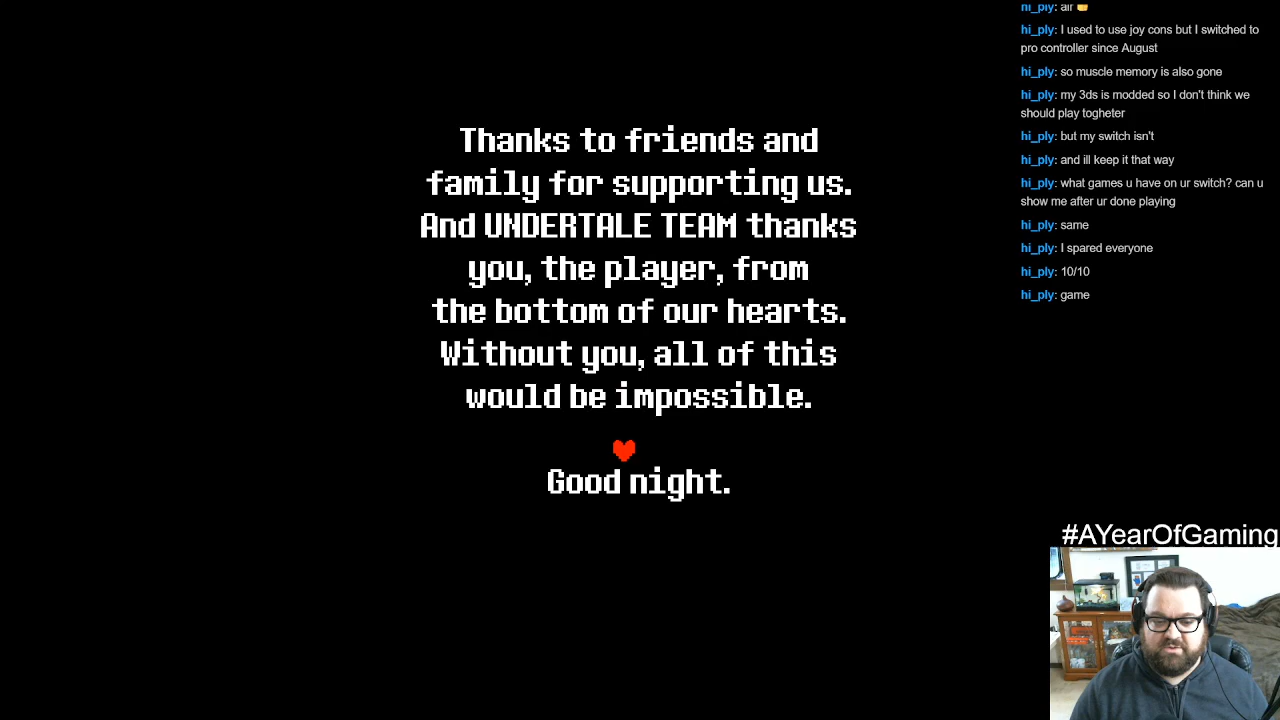 Thanks to friends and
family for supporting us.
And UNDERTALE TEAM thanks
you, the player, from
the bottom of our hearts.
Without you, all of this
would be impossible.
Good night.
hi_ply: air
hi_ply: I used to use joy cons but I switched to
pro controller since August
hi_ply: so muscle memory is also gone
hi_ply: my 3ds is modded so I don't think we
should play togheter
hi_ply: but my switch isn't
hi_ply: and ill keep it that way
hi_ply: what games u have on ur switch? can u
show me after ur done playing
hi_ply: same
hi_ply: I spared everyone
hi_ply: 10/10
hi_ply: game
#AYearOfGaming